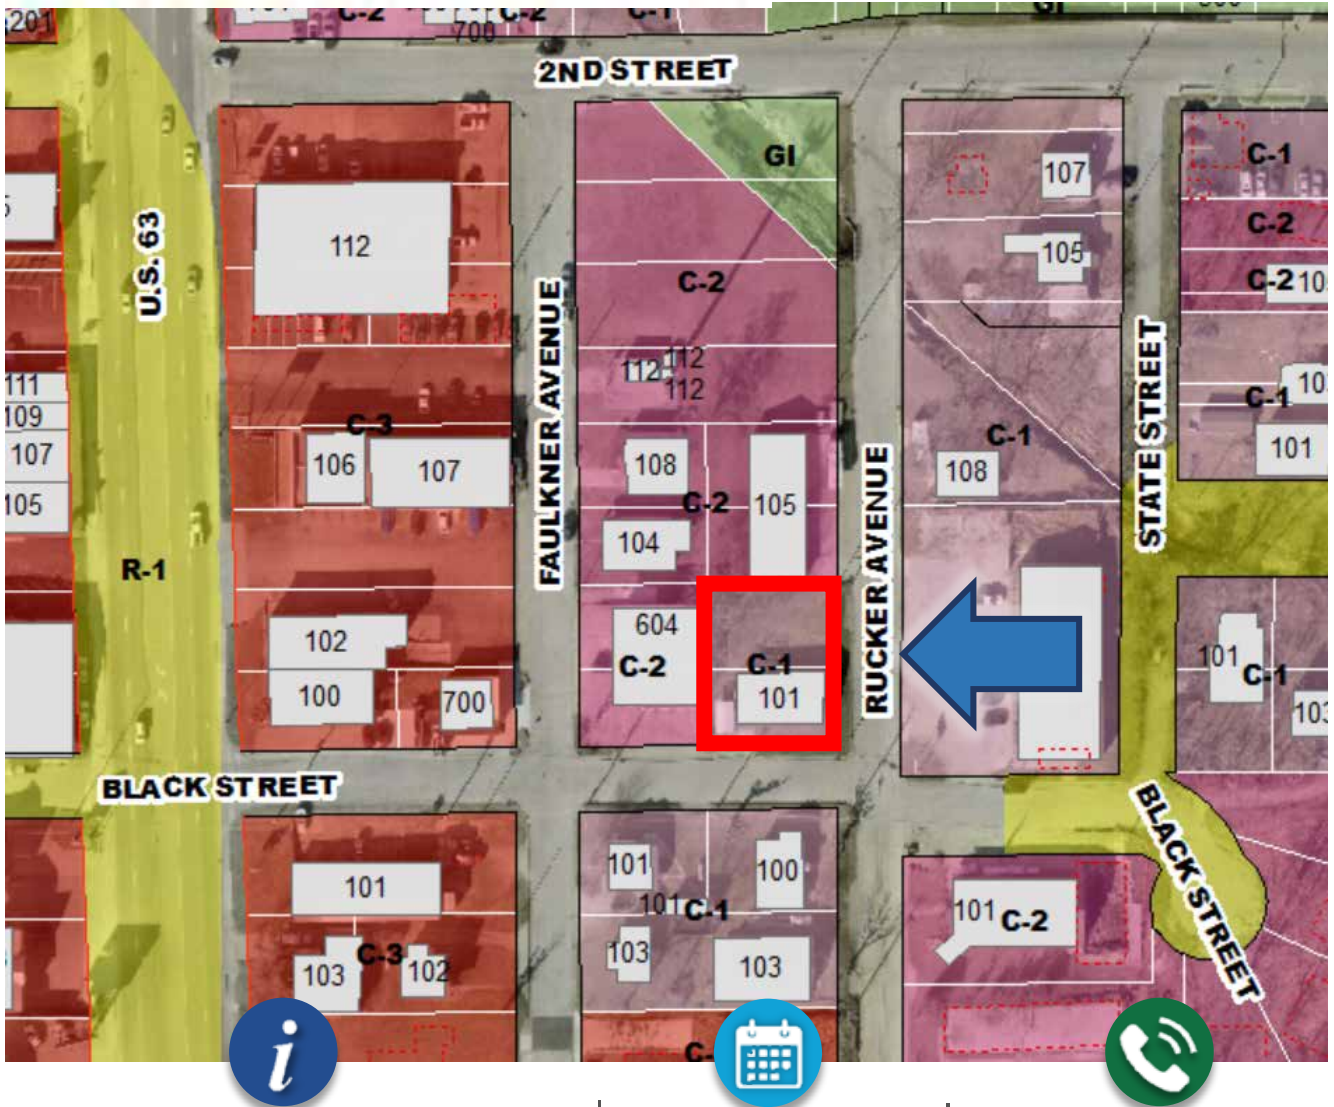 201
C-2
C-2
C-1
GI
700
2ND STREET
GI
C-1
107
C-2
112
U.S. 63
105
C-2
C-2
FAULKNER AVENUE
112
112
112
STATE STREET
111
109
C-3
C-1
C-1
107
106
107
108
108
101
RUCKER AVENUE
105
C-2
105
104
R-1
604
102
C-2
C-1
101
C-1
100
700
101
BLACK STREET
BLACK STREET
101
101
100
101
C-1
101
C-2
C-3
103
102
103
103
C-
i